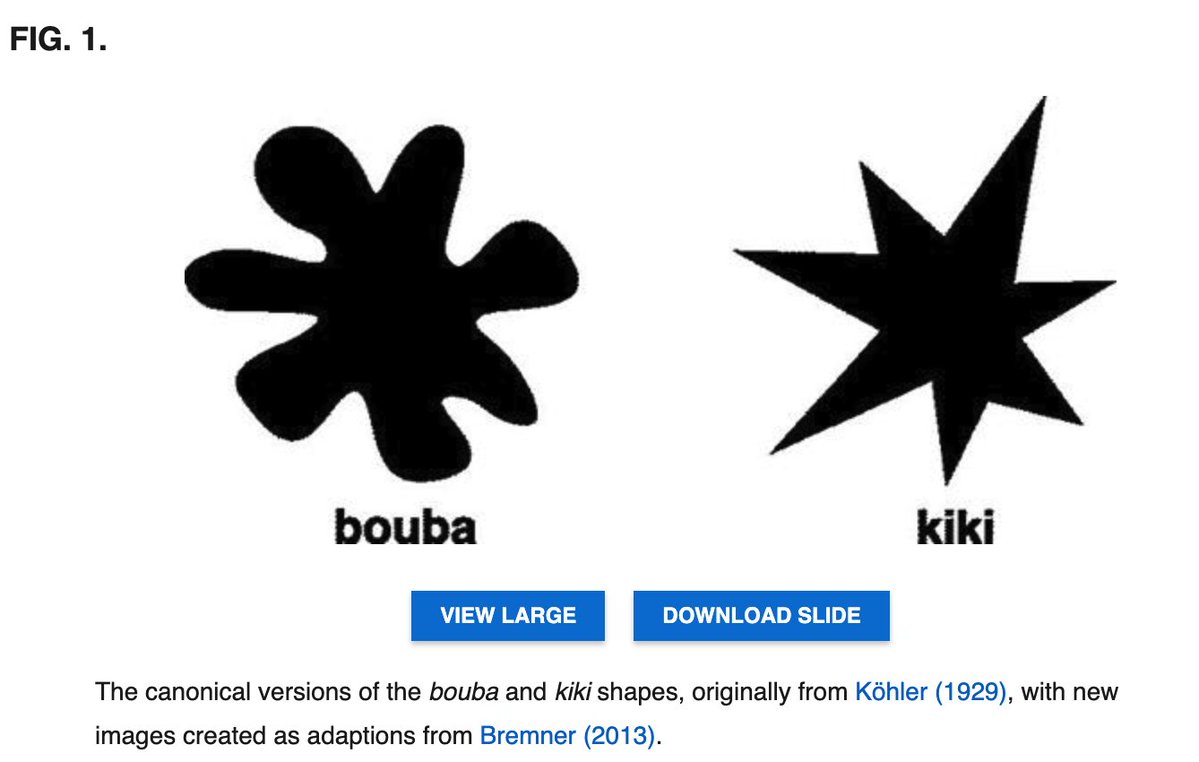 FIG. 1.
bouba
kiki
VIEW LARGE
DOWNLOAD SLIDE
The canonical versions of the bouba and kiki shapes, originally from Köhler (1929), with new
images created as adaptions from Bremner (2013).